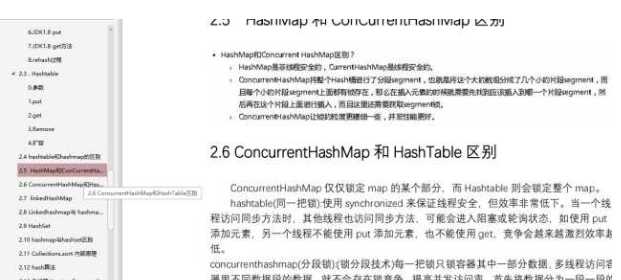 6.JDK1.8 put
7.JDK1.8 get方法
8.rehash过程
2.3 . Hashtable
0.参数
1.put
2.get
3.Remove
4.扩容
2.4 hashtable和hashmap的区别
2.5 HashMap和ConCurrentHa...
2.6 ConcurrentHashMap和Has...
2.6 ConcurrentHashMap和HashTable区别
2.7 linkedHashMap
2.8 Linkedhashmap与 hashma...
2.9 HashSet
2.10 hashmap与hashset区别
2.11 Collections.sort 内部原理
2.12 hash算法
2.5 HashMap 和 ConCurrentHashMap 区别
HashMap和Concurrent HashMap区别？
HashMap是非线程安全的，CurrentHashMap是线程安全的。
ConcurrentHashMap将整个Hash桶进行了分段segment，也就是将这个大的数组分成了几个小的片段segment，而
且每个小的片段segment上面都有锁存在，那么在插入元素的时候就需要先找到应该插入到哪一个片段segment，然
后再在这个片段上面进行插入，而且这里还需要获取segment锁。
ConcurrentHashMap让锁的粒度更精细一些，并发性能更好。
2.6 ConcurrentHashMap 和 HashTable 区别
ConcurrentHashMap 仅仅锁定 map 的某个部分，而 Hashtable 则会锁定整个 map。
hashtable(同一把锁):使用 synchronized 来保证线程安全，但效率非常低下。当一个线
程访问同步方法时，其他线程也访问同步方法，可能会进入阻塞或轮询状态，如使用 put
添加元素，另一个线程不能使用 put 添加元素，也不能使用 get，竞争会越来越激烈效率越
低。
concurrenthashmap(分段锁):(锁分段技术)每一把锁只锁容器其中一部分数据,多线程访问容
器里不同数据段的数据，就不会存在锁竞争，提高并发访问率。首先将数据分为一段一段的